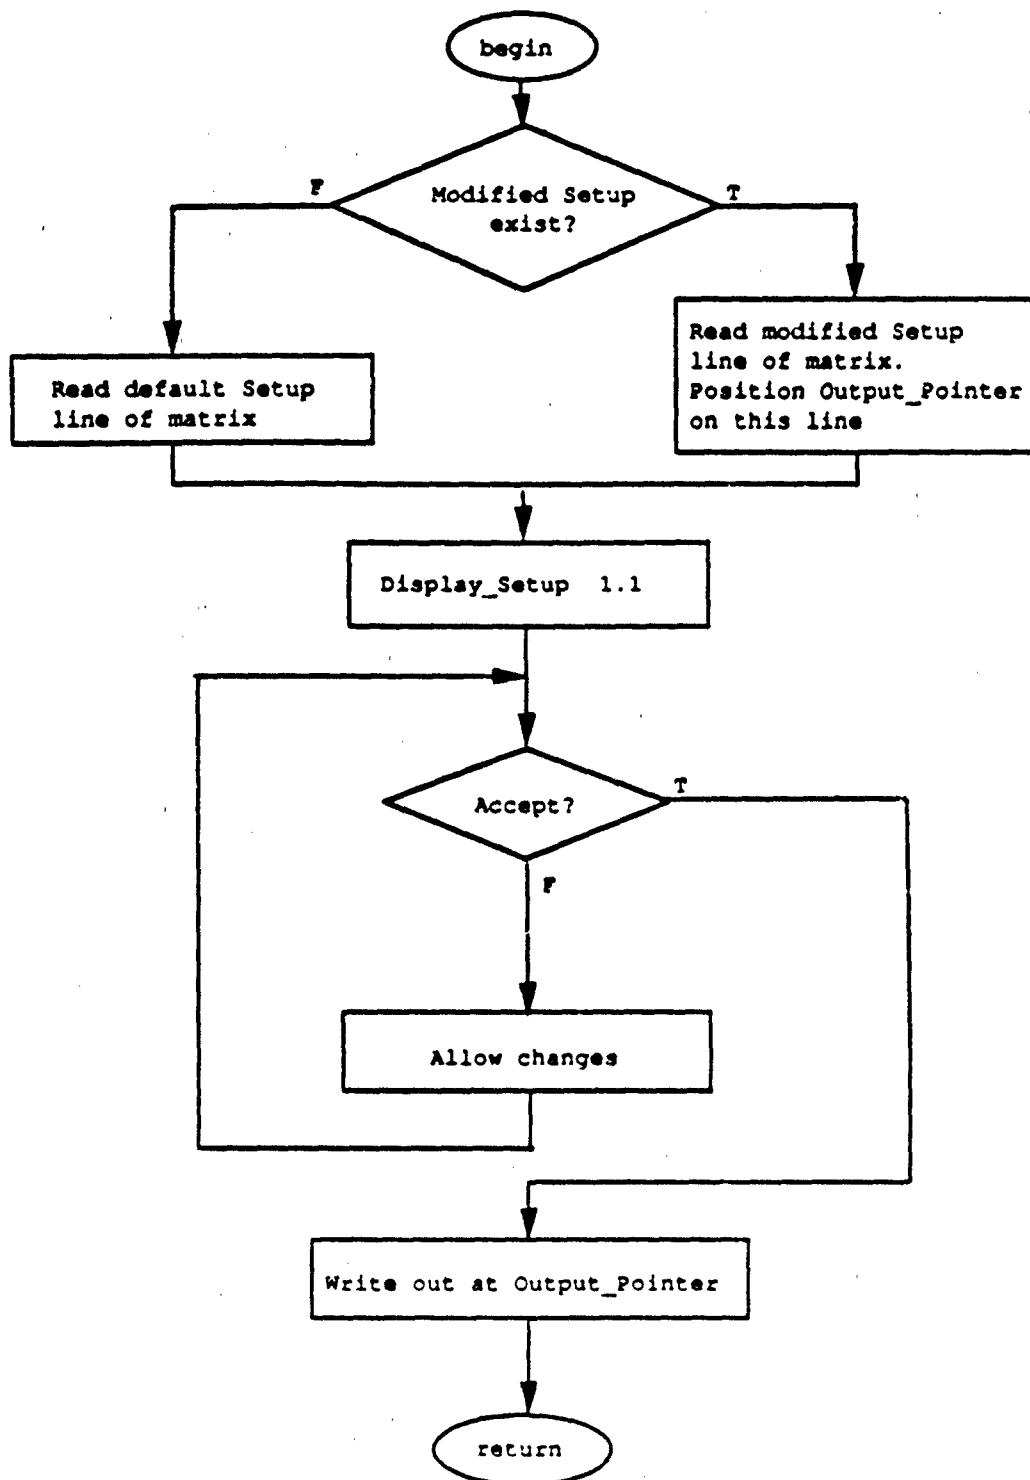 begin
Modified Setup
exist?
F
T
Read default Setup
line of matrix
Read modified Setup
line of matrix.
Position Output_Pointer
on this line
Display_Setup 1.1
Accept?
T
F
Allow changes
Write out at Output_Pointer
return